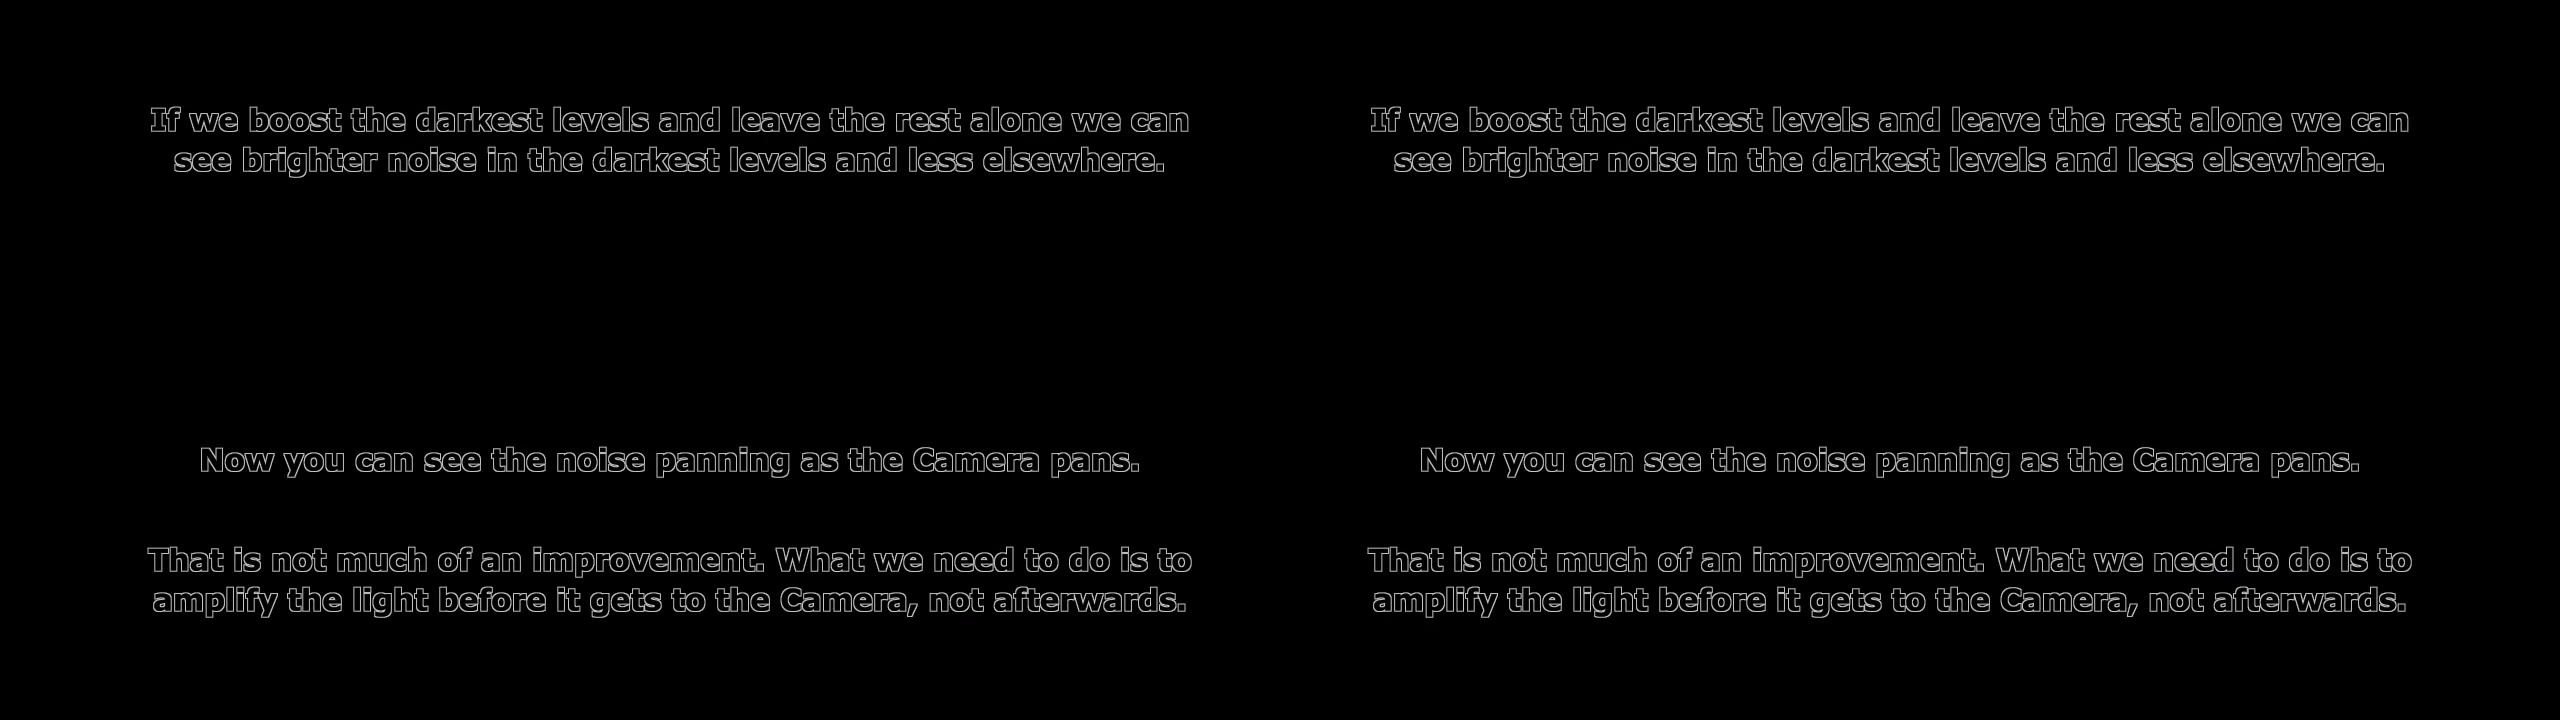 If we boost the darkest levels and leave the rest alone we can
see brighter noise in the darkest levels and less elsewhere.
Now you can see the noise panning as the Camera pans.
That is not much of an improvement. What we need to do is to
amplify the light before it gets to the Camera, not afterwards.
If we boost the darkest levels and leave the rest alone we can
see brighter noise in the darkest levels and less elsewhere.
Now you can see the noise panning as the Camera pans.
That is not much of an improvement. What we need to do is to
amplify the light before it gets to the Camera, not afterwards.